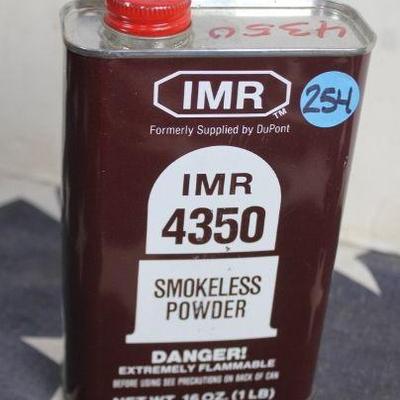 4350
IMR
TM
254
Formerly Supplied by DuPont
IMR
4350
SMOKELESS
POWDER
DANGER!
EXTREMELY FLAMMABLE
BEFORE USING SEE PRECAUTIONS ON BACK OF CAN
NET WT. 16 OZ. (1 LB)